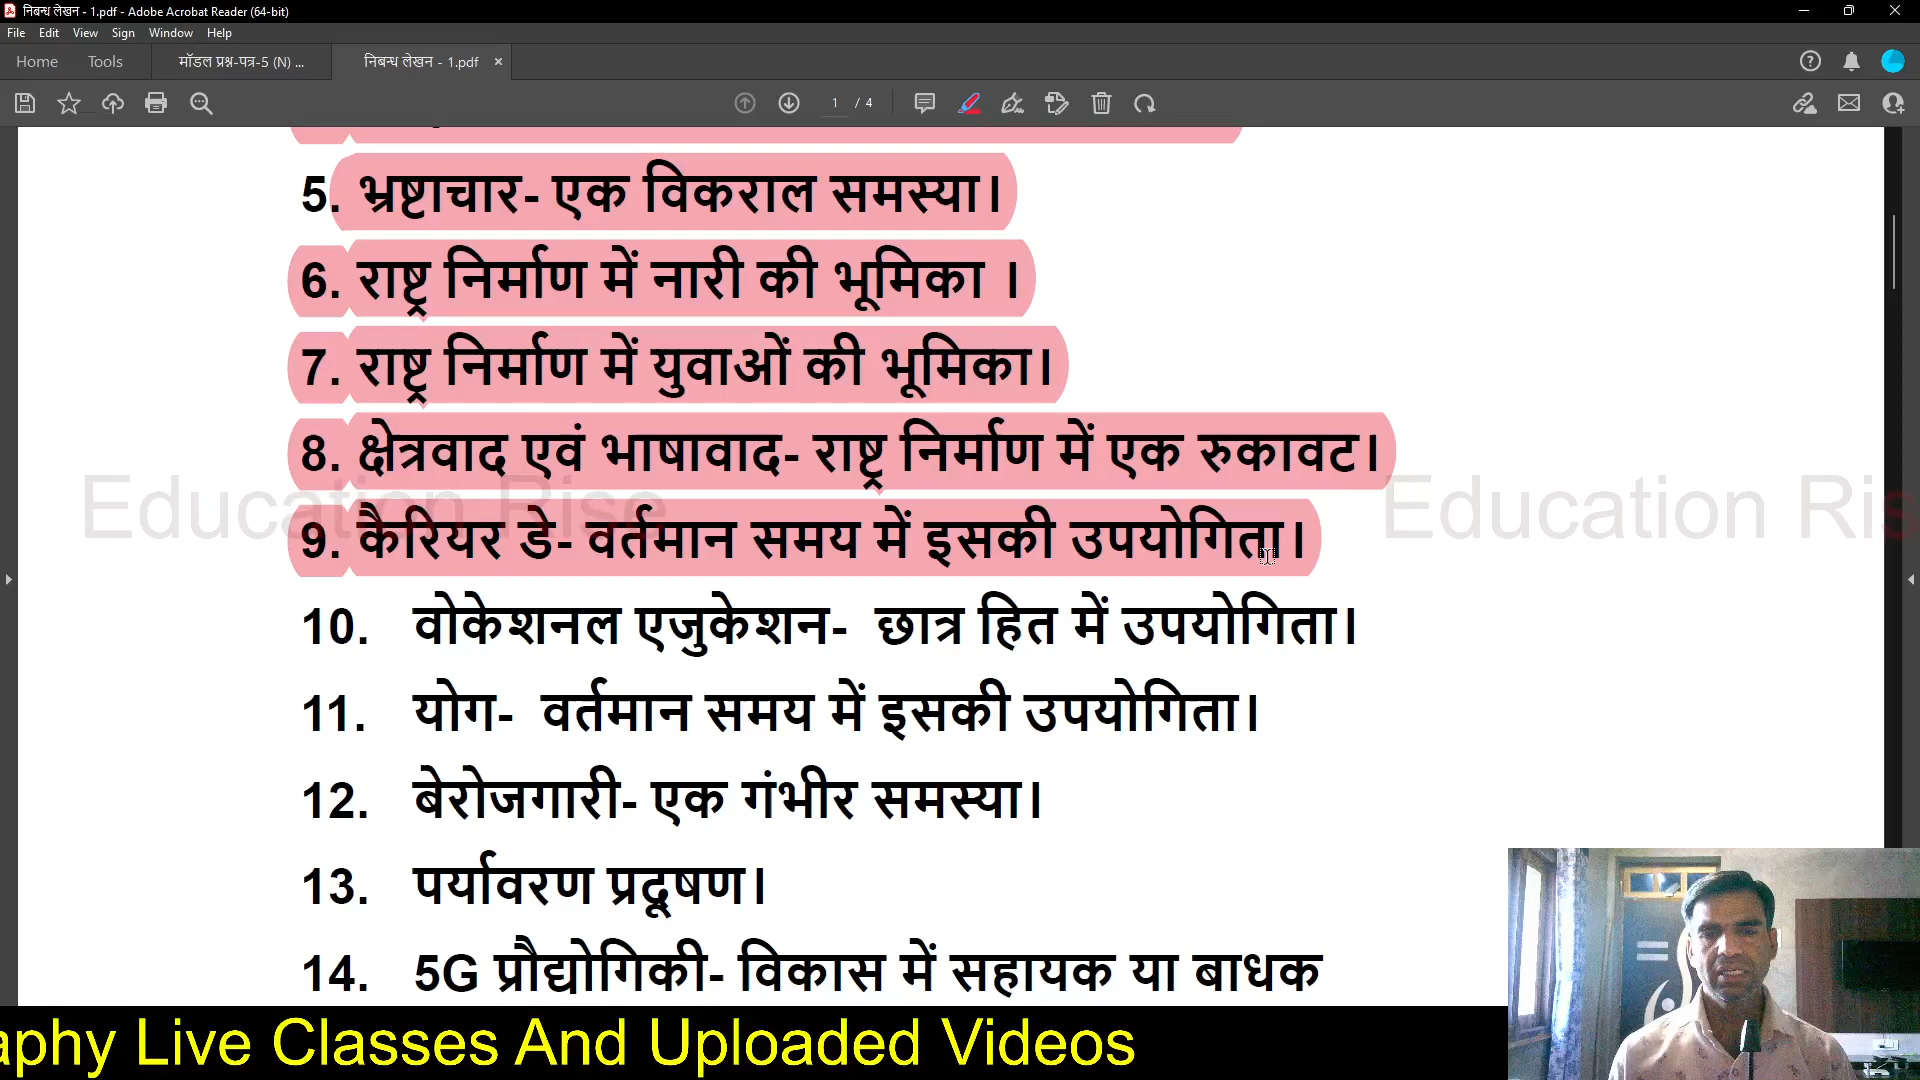 निबन्ध लेखन - 1.pdf - Adobe Acrobat Reader (64-bit)
File Edit View Sign Window Help
Home Tools मॉडल प्रश्न-पत्र-5 (N) ... निबन्ध लेखन - 1.pdf ×
1 / 4
5. भ्रष्टाचार- एक विकराल समस्या।
6. राष्ट्र निर्माण में नारी की भूमिका ।
7. राष्ट्र निर्माण में युवाओं की भूमिका।
8. क्षेत्रवाद एवं भाषावाद- राष्ट्र निर्माण में एक रुकावट।
Education Rise Education Ris
9. कैरियर डे- वर्तमान समय में इसकी उपयोगिता।
10. वोकेशनल एजुकेशन- छात्र हित में उपयोगिता।
11. योग- वर्तमान समय में इसकी उपयोगिता।
12. बेरोजगारी- एक गंभीर समस्या।
13. पर्यावरण प्रदूषण।
14. 5G प्रौद्योगिकी- विकास में सहायक या बाधक
aphy Live Classes And Uploaded Videos